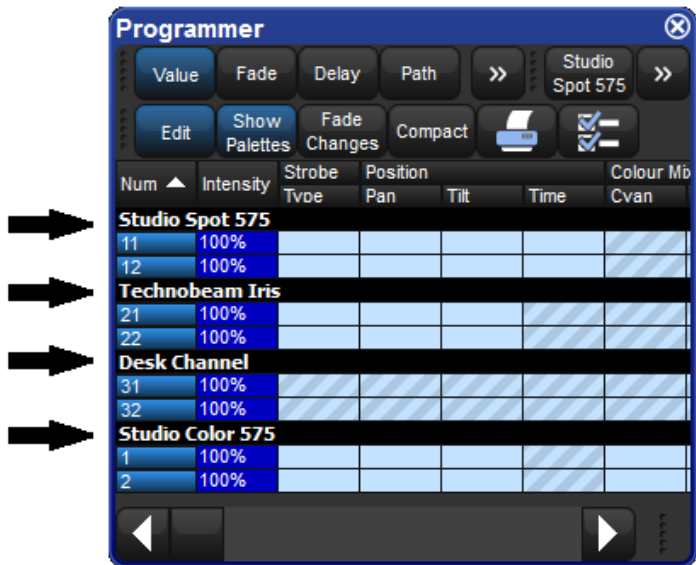 Programmer
Value Fade Delay Path » Studio Spot 575 »
Edit Show Palettes Fade Changes Compact
Num Intensity Strobe Position Colour Mix
Type Pan Tilt Time Cyan
Studio Spot 575
11 100%
12 100%
Technobeam Iris
21 100%
22 100%
Desk Channel
31 100%
32 100%
Studio Color 575
1 100%
2 100%